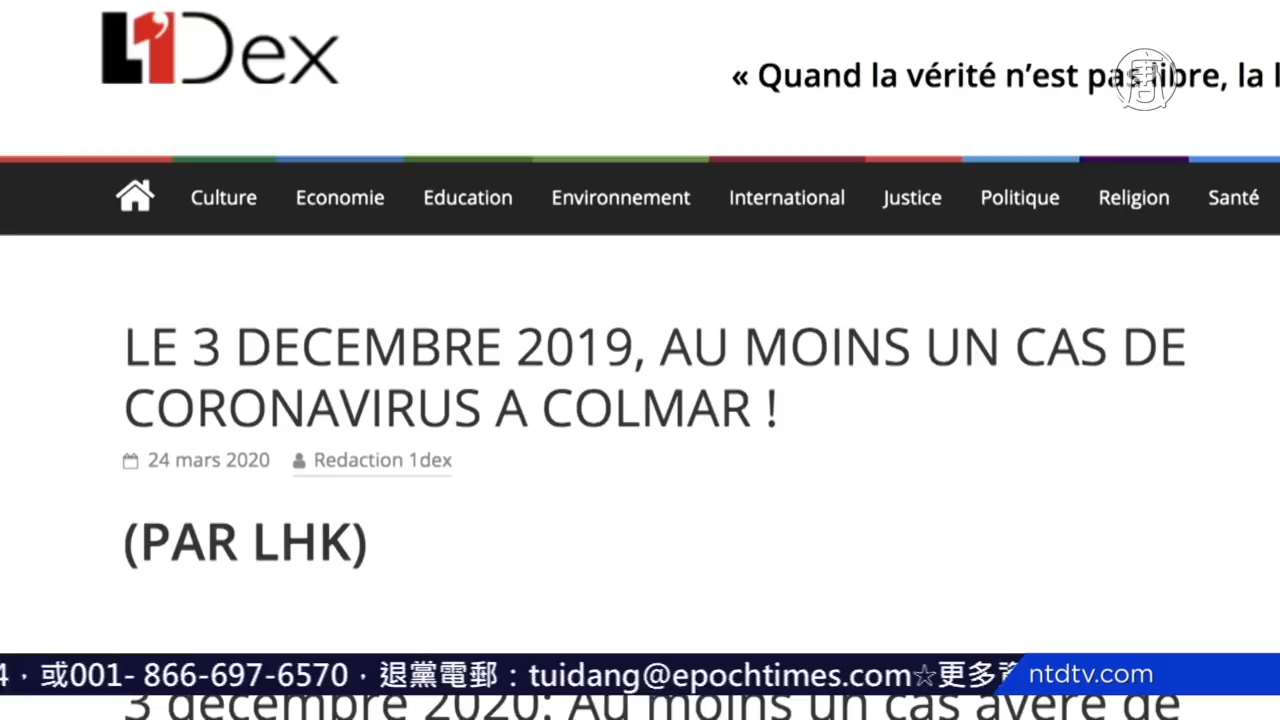 L1Dex
« Quand la vérité n’est pas libre, la
Culture Economie Education Environnement International Justice Politique Religion Santé
LE 3 DECEMBRE 2019, AU MOINS UN CAS DE
CORONAVIRUS A COLMAR !
24 mars 2020 Redaction 1dex
(PAR LHK)
4，或001- 866-697-6570，退黨電郵：tuidang@epochtimes.com☆更多 ntdtv.com
3 décembre 2020: Au moins un cas avéré de